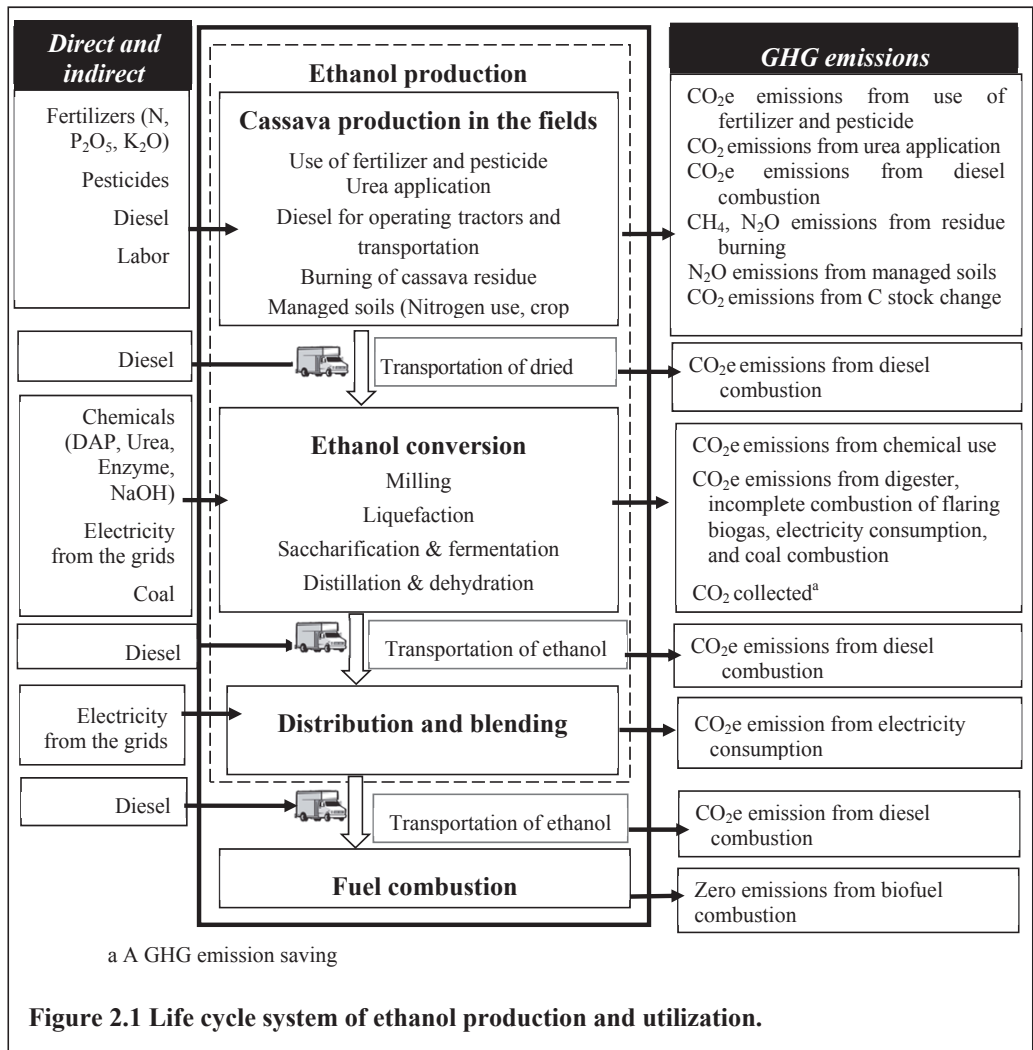 Direct and
indirect
Ethanol production
GHG emissions
Fertilizers (N,
P₂O₅, K₂O)
Pesticides
Diesel
Labor
Cassava production in the fields
Use of fertilizer and pesticide
Urea application
Diesel for operating tractors and
transportation
Burning of cassava residue
Managed soils (Nitrogen use, crop
CO₂e emissions from use of
fertilizer and pesticide
CO₂ emissions from urea application
CO₂e emissions from diesel
combustion
CH₄, N₂O emissions from residue
burning
N₂O emissions from managed soils
CO₂ emissions from C stock change
Diesel
Transportation of dried
CO₂e emissions from diesel
combustion
Chemicals
(DAP, Urea,
Enzyme,
NaOH)
Electricity
from the grids
Coal
Ethanol conversion
Milling
Liquefaction
Saccharification & fermentation
Distillation & dehydration
CO₂e emissions from chemical use
CO₂e emissions from digester,
incomplete combustion of flaring
biogas, electricity consumption,
and coal combustion
CO₂ collectedᵃ
Diesel
Transportation of ethanol
CO₂e emissions from diesel
combustion
Electricity
from the grids
Distribution and blending
CO₂e emission from electricity
consumption
Diesel
Transportation of ethanol
CO₂e emission from diesel
combustion
Fuel combustion
Zero emissions from biofuel
combustion
a A GHG emission saving
Figure 2.1 Life cycle system of ethanol production and utilization.